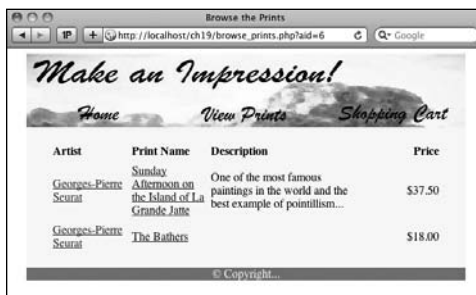 Browse the Prints
1P + http://localhost/ch19/browse_prints.php?aid=6 Google
Make an Impression!
Home View Prints Shopping Cart
Artist Print Name Description Price
Georges-Pierre Seurat
Sunday Afternoon on the Island of La Grande Jatte
One of the most famous
paintings in the world and the
best example of pointillism...
$37.50
Georges-Pierre Seurat
The Bathers
$18.00
© Copyright...